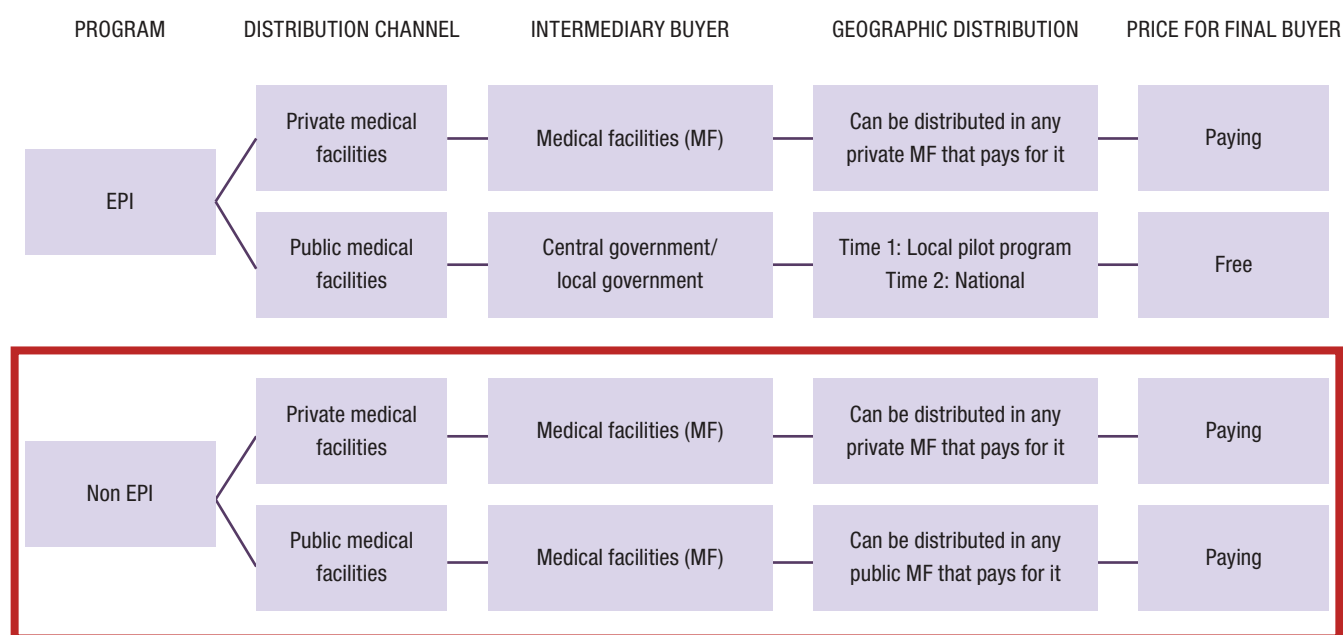 PROGRAM
DISTRIBUTION CHANNEL
INTERMEDIARY BUYER
GEOGRAPHIC DISTRIBUTION
PRICE FOR FINAL BUYER
EPI
Private medical
facilities
Medical facilities (MF)
Can be distributed in any
private MF that pays for it
Paying
Public medical
facilities
Central government/
local government
Time 1: Local pilot program
Time 2: National
Free
Non EPI
Private medical
facilities
Medical facilities (MF)
Can be distributed in any
private MF that pays for it
Paying
Public medical
facilities
Medical facilities (MF)
Can be distributed in any
public MF that pays for it
Paying